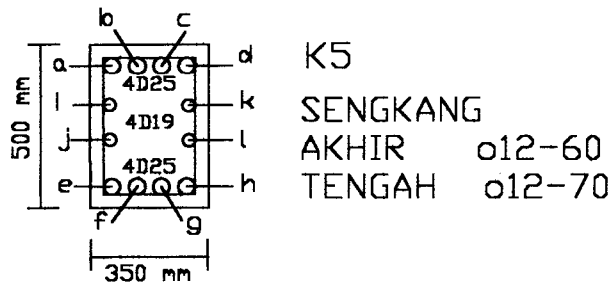 b c
a d
4D25
l k
4D19
j l
4D25
e h
f g
500 mm
350 mm
K5
SENGKANG
AKHIR o12-60
TENGAH o12-70